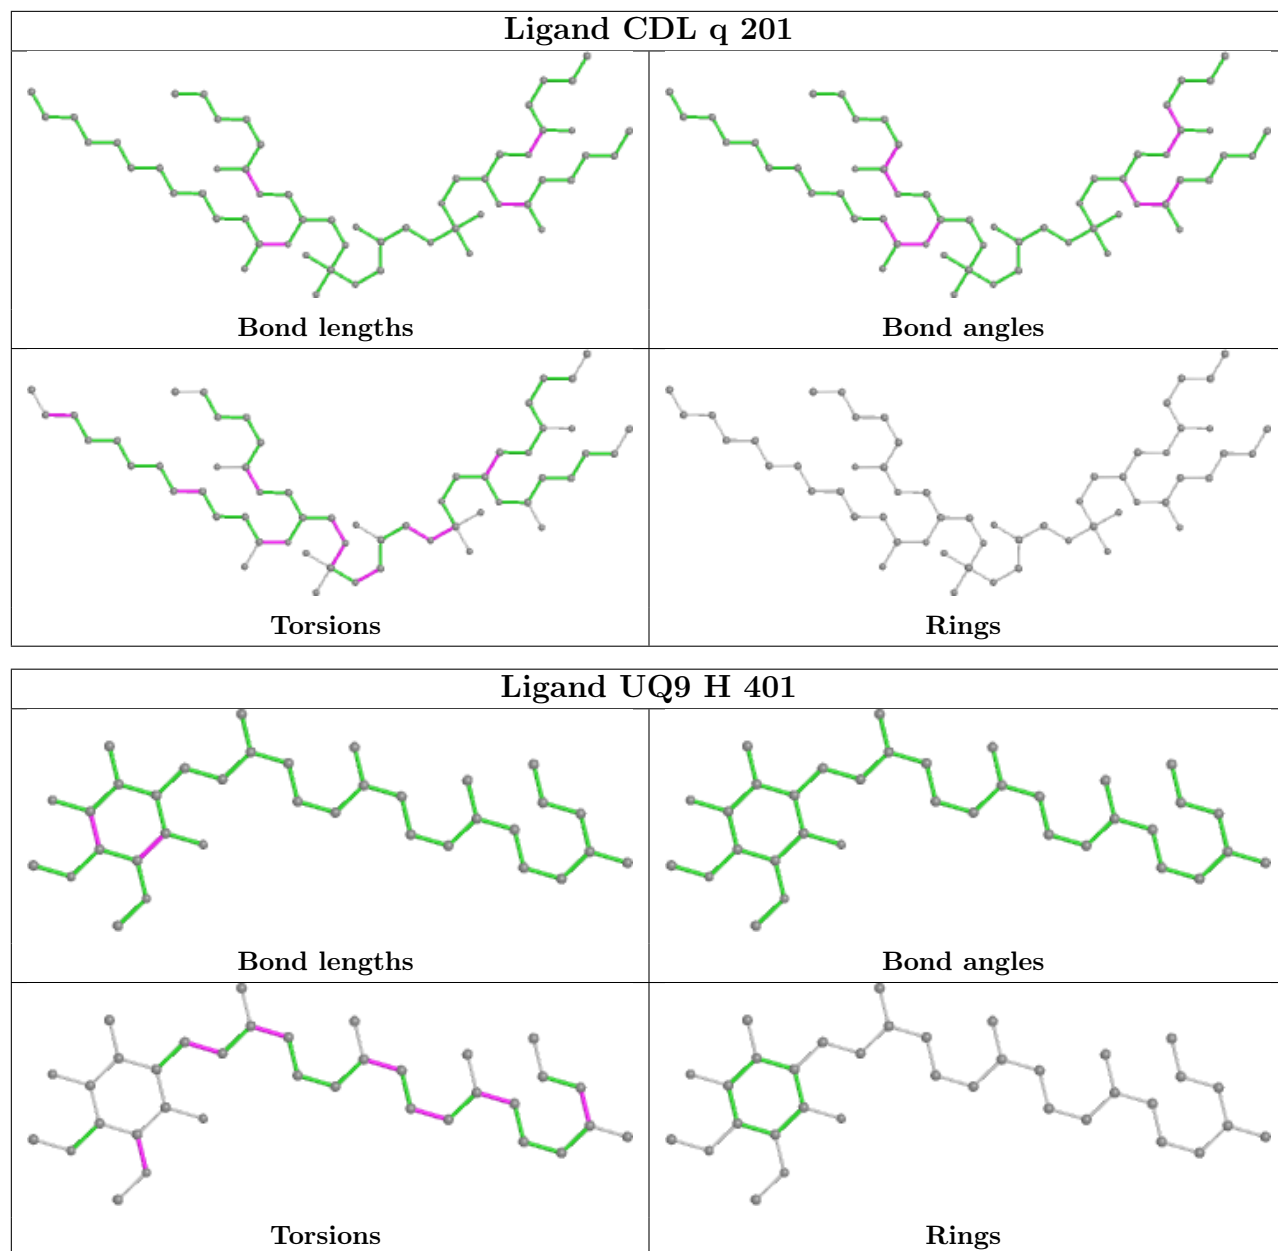 Ligand CDL q 201
Bond lengths
Bond angles
Torsions
Rings
Ligand UQ9 H 401
Bond lengths
Bond angles
Torsions
Rings